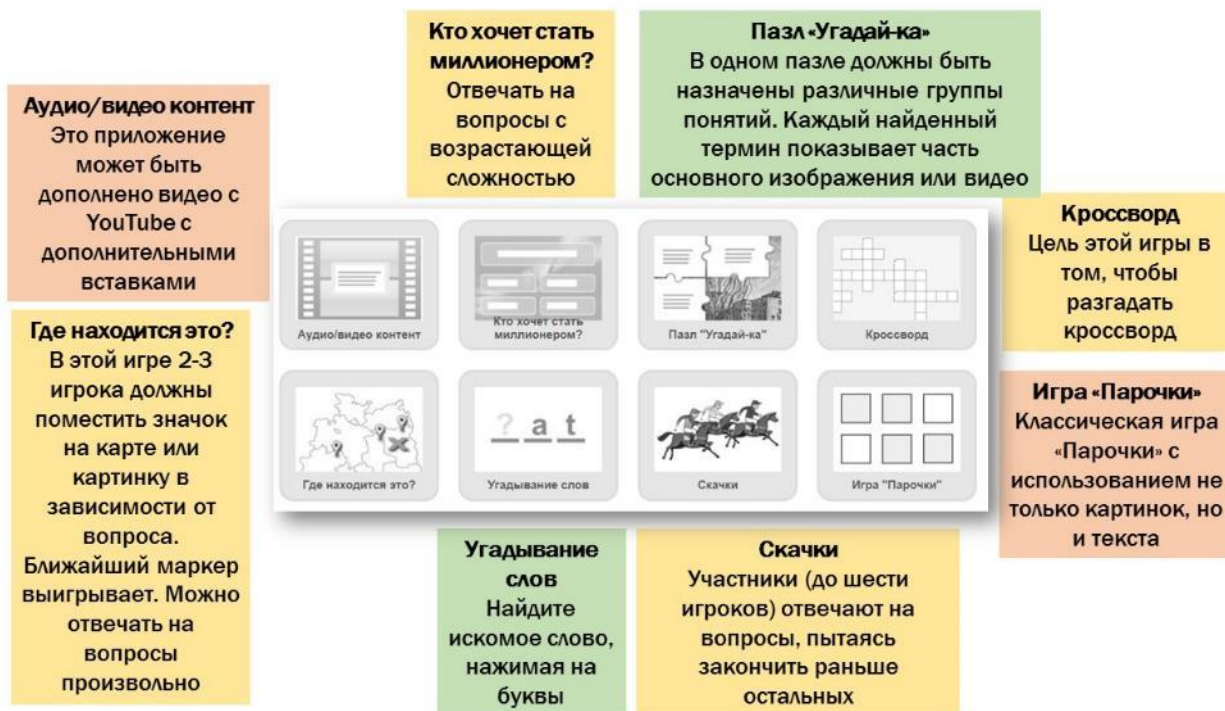 Кто хочет стать
миллионером?
Отвечать на
вопросы с
возрастающей
сложностью
Пазл «Угадай-ка»
В одном пазле должны быть
назначены различные группы
понятий. Каждый найденный
термин показывает часть
основного изображения или видео
Аудио/видео контент
Это приложение
может быть
дополнено видео с
YouTube с
дополнительными
вставками
Кроссворд
Цель этой игры в
том, чтобы
разгадать
кроссворд
Аудио/видео контент
Кто хочет стать
миллионером?
Пазл "Угадай-ка"
Кроссворд
Где находится это?
В этой игре 2-3
игрока должны
поместить значок
на карте или
картинку в
зависимости от
вопроса.
Ближайший маркер
выигрывает. Можно
отвечать на
вопросы
произвольно
? a t
Где находится это?
Угадывание слов
Скачки
Игра "Парочки"
Игра «Парочки»
Классическая игра
«Парочки» с
использованием не
только картинок, но
и текста
Угадывание
слов
Найдите
искомое слово,
нажимая на
буквы
Скачки
Участники (до шести
игроков) отвечают на
вопросы, пытаясь
закончить раньше
остальных